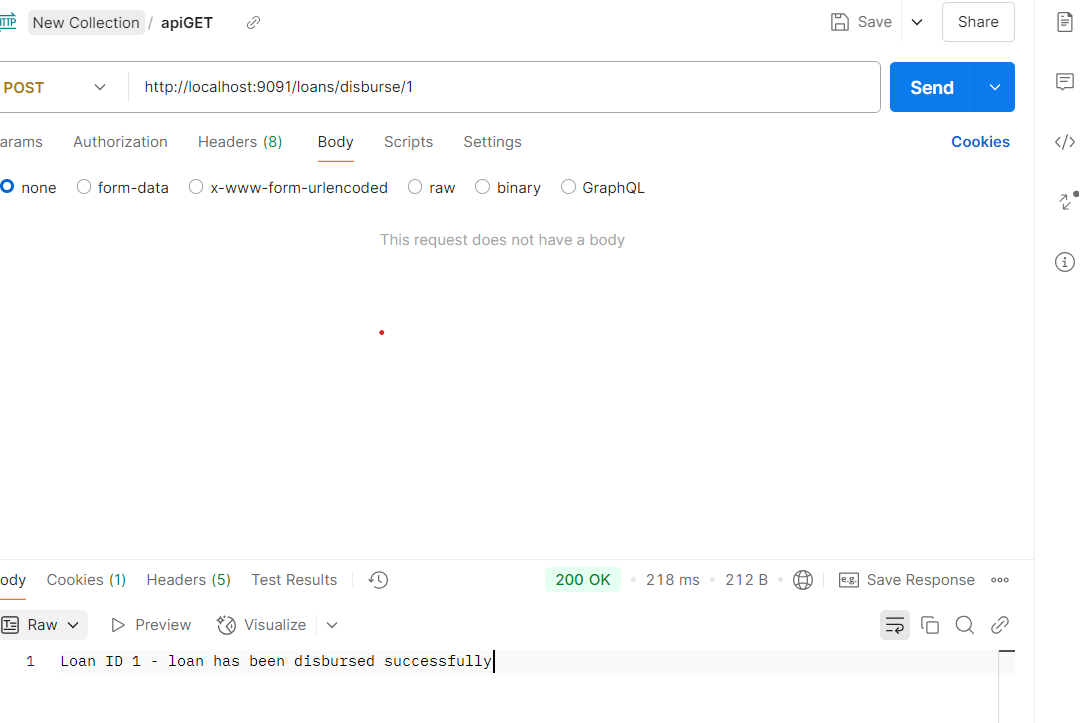 HTTP New Collection / apiGET Save Share
POST http://localhost:9091/loans/disburse/1 Send
arams Authorization Headers (8) Body Scripts Settings Cookies
none form-data x-www-form-urlencoded raw binary GraphQL
This request does not have a body
ody Cookies (1) Headers (5) Test Results 200 OK 218 ms 212 B e.g. Save Response
Raw Preview Visualize
1 Loan ID 1 - loan has been disbursed successfully